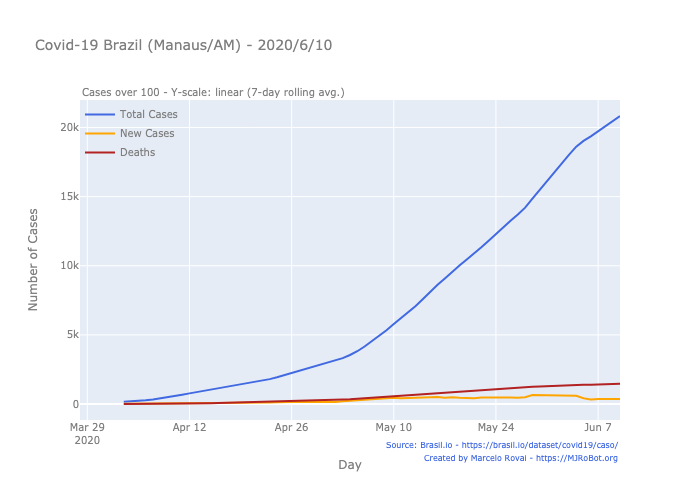 Covid-19 Brazil (Manaus/AM) - 2020/6/10
Cases over 100 - Y-scale: linear (7-day rolling avg.)
Total Cases
New Cases
Deaths
20k
15k
10k
5k
0
Number of Cases
Mar 29
2020
Apr 12
Apr 26
May 10
May 24
Jun 7
Day
Source: Brasil.io - https://brasil.io/dataset/covid19/caso/
Created by Marcelo Rovai - https://MJRoBot.org